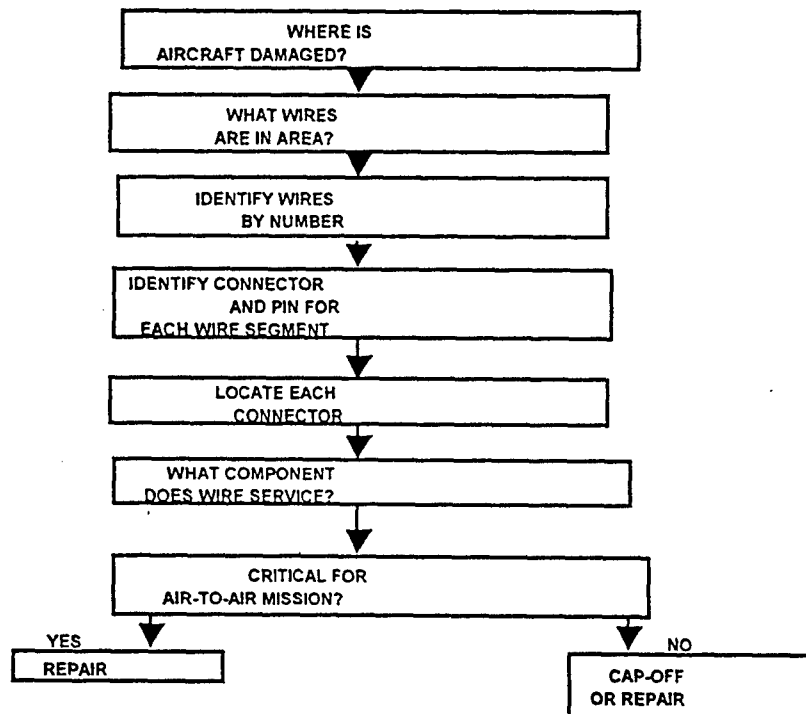 WHERE IS
AIRCRAFT DAMAGED?
WHAT WIRES
ARE IN AREA?
IDENTIFY WIRES
BY NUMBER
IDENTIFY CONNECTOR
AND PIN FOR
EACH WIRE SEGMENT
LOCATE EACH
CONNECTOR
WHAT COMPONENT
DOES WIRE SERVICE?
CRITICAL FOR
AIR-TO-AIR MISSION?
YES
REPAIR
NO
CAP-OFF
OR REPAIR